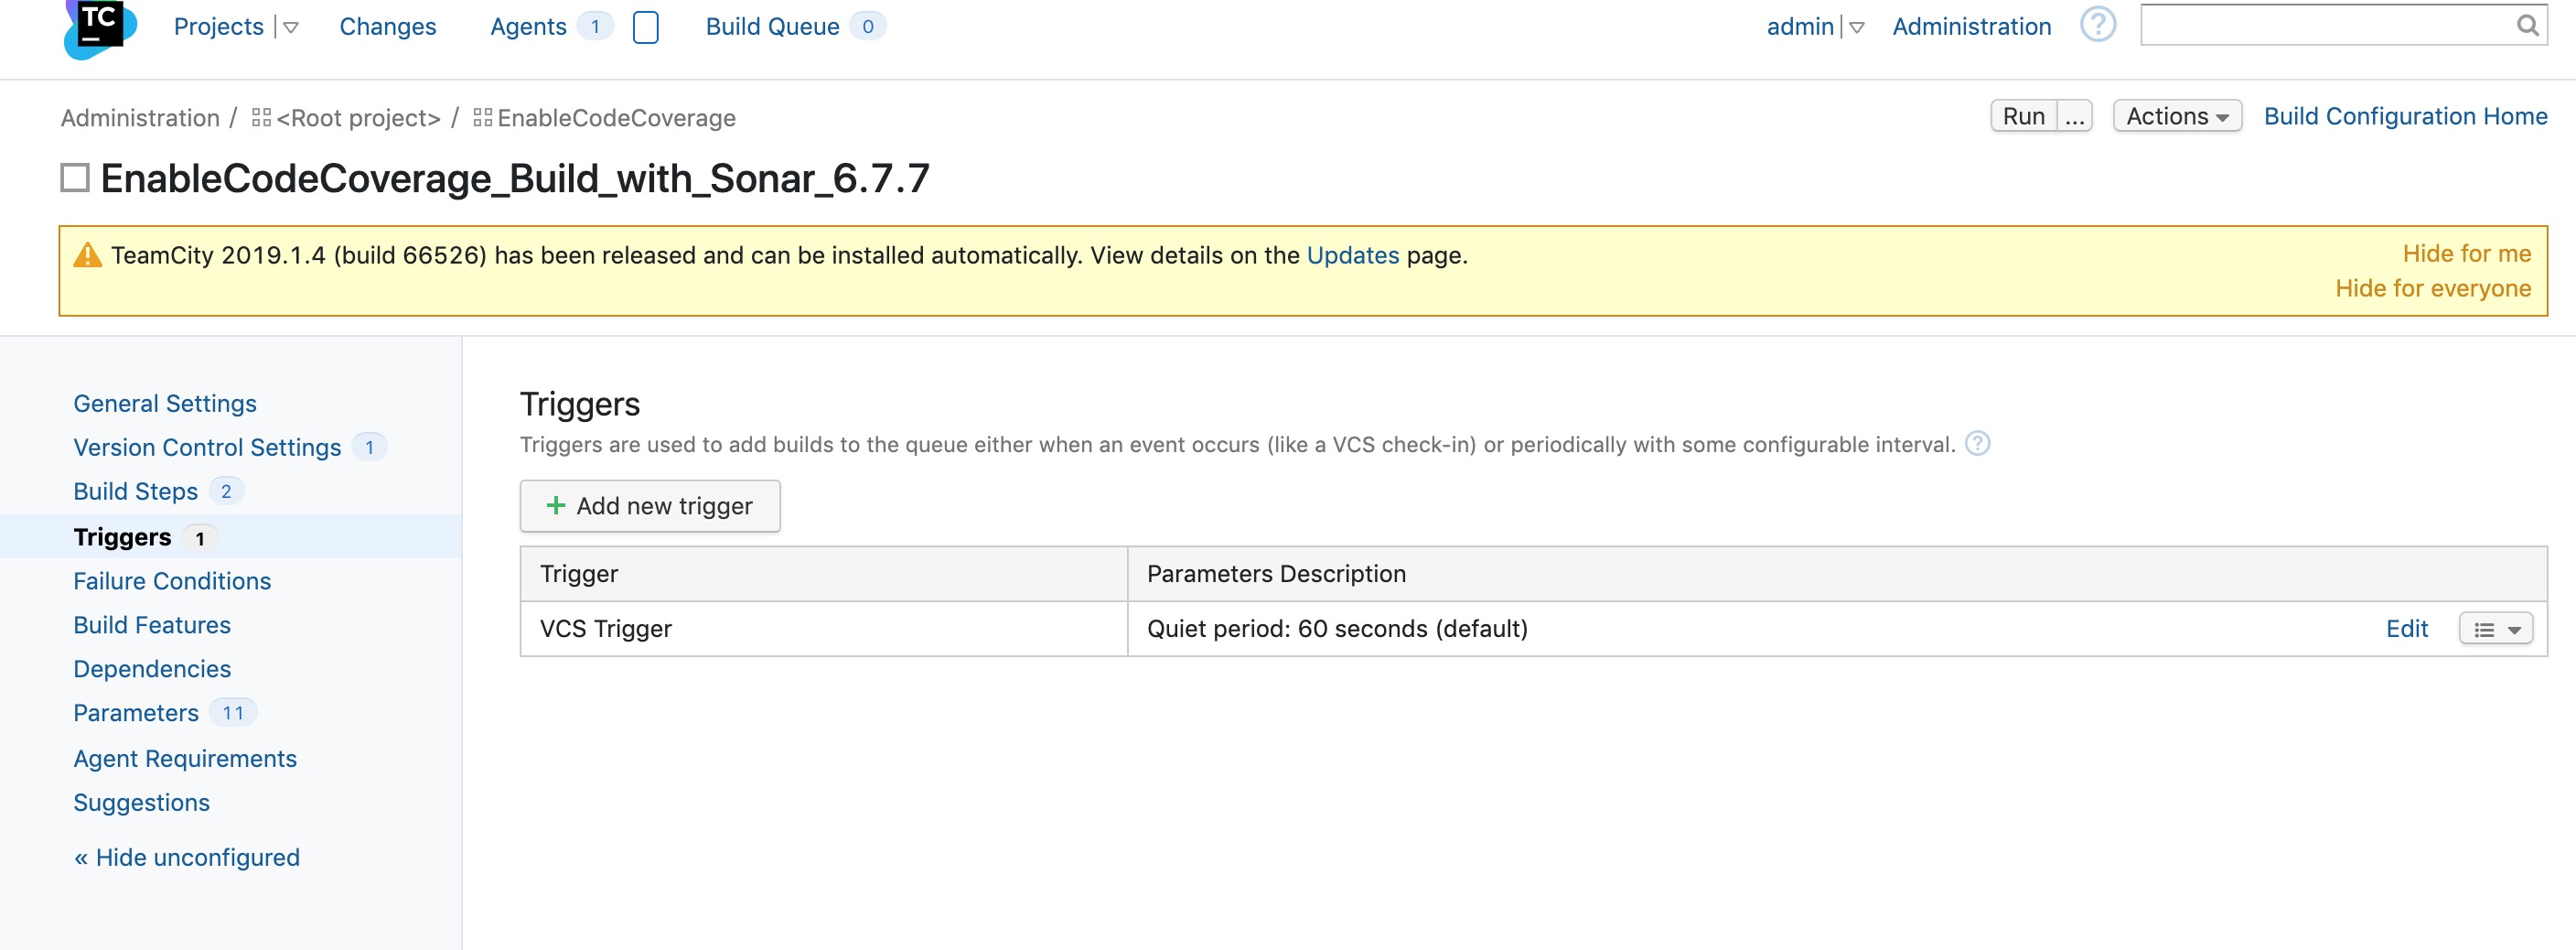 TC
Projects
Changes
Agents 1
Build Queue 0
admin
Administration
?
Administration / <Root project> / EnableCodeCoverage
Run ...
Actions
Build Configuration Home
EnableCodeCoverage_Build_with_Sonar_6.7.7
TeamCity 2019.1.4 (build 66526) has been released and can be installed automatically. View details on the Updates page.
Hide for me
Hide for everyone
General Settings
Version Control Settings 1
Build Steps 2
Triggers 1
Failure Conditions
Build Features
Dependencies
Parameters 11
Agent Requirements
Suggestions
« Hide unconfigured
Triggers
Triggers are used to add builds to the queue either when an event occurs (like a VCS check-in) or periodically with some configurable interval. ?
+ Add new trigger
Trigger Parameters Description
VCS Trigger Quiet period: 60 seconds (default) Edit